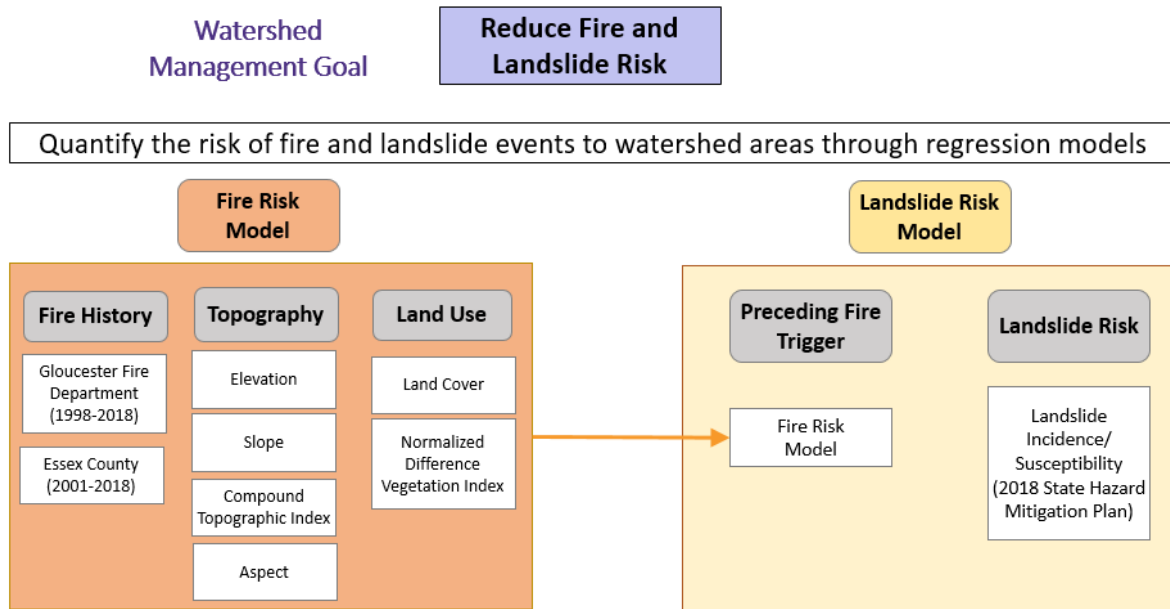 Watershed
Management Goal
Reduce Fire and
Landslide Risk
Quantify the risk of fire and landslide events to watershed areas through regression models
Fire Risk
Model
Landslide Risk
Model
Fire History
Gloucester Fire
Department
(1998-2018)
Essex County
(2001-2018)
Topography
Elevation
Slope
Compound
Topographic Index
Aspect
Land Use
Land Cover
Normalized
Difference
Vegetation Index
Preceding Fire
Trigger
Fire Risk
Model
Landslide Risk
Landslide
Incidence/
Susceptibility
(2018 State Hazard
Mitigation Plan)